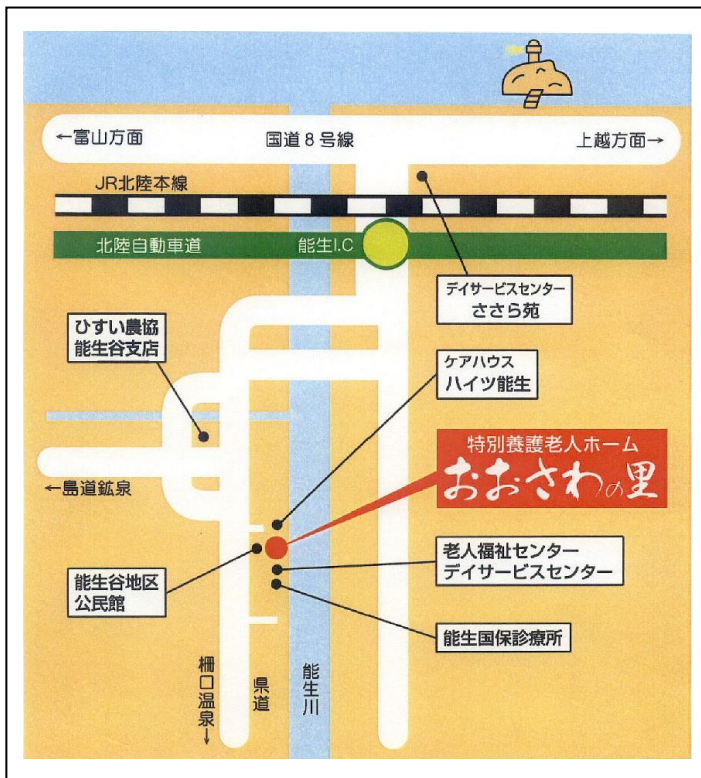 ←富山方面
国道8号線
上越方面→
JR北陸本線
北陸自動車道
能生I.C
デイサービスセンター
ささら苑
ひすい農協
能生谷支店
ケアハウス
ハイツ能生
特別養護老人ホーム
おおさわの里
←島道鉱泉
老人福祉センター
デイサービスセンター
能生谷地区
公民館
能生国保診療所
柵口温泉→
県道
能生川